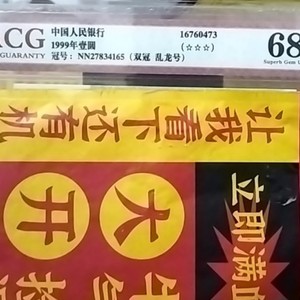 ACG
GUARANTY
中国人民银行 16760473
1999年壹圆 (☆☆☆)
冠号：NN27834165（双冠 乱龙号）
68
Superb Gem U
让我看下还有机
立即满
大开